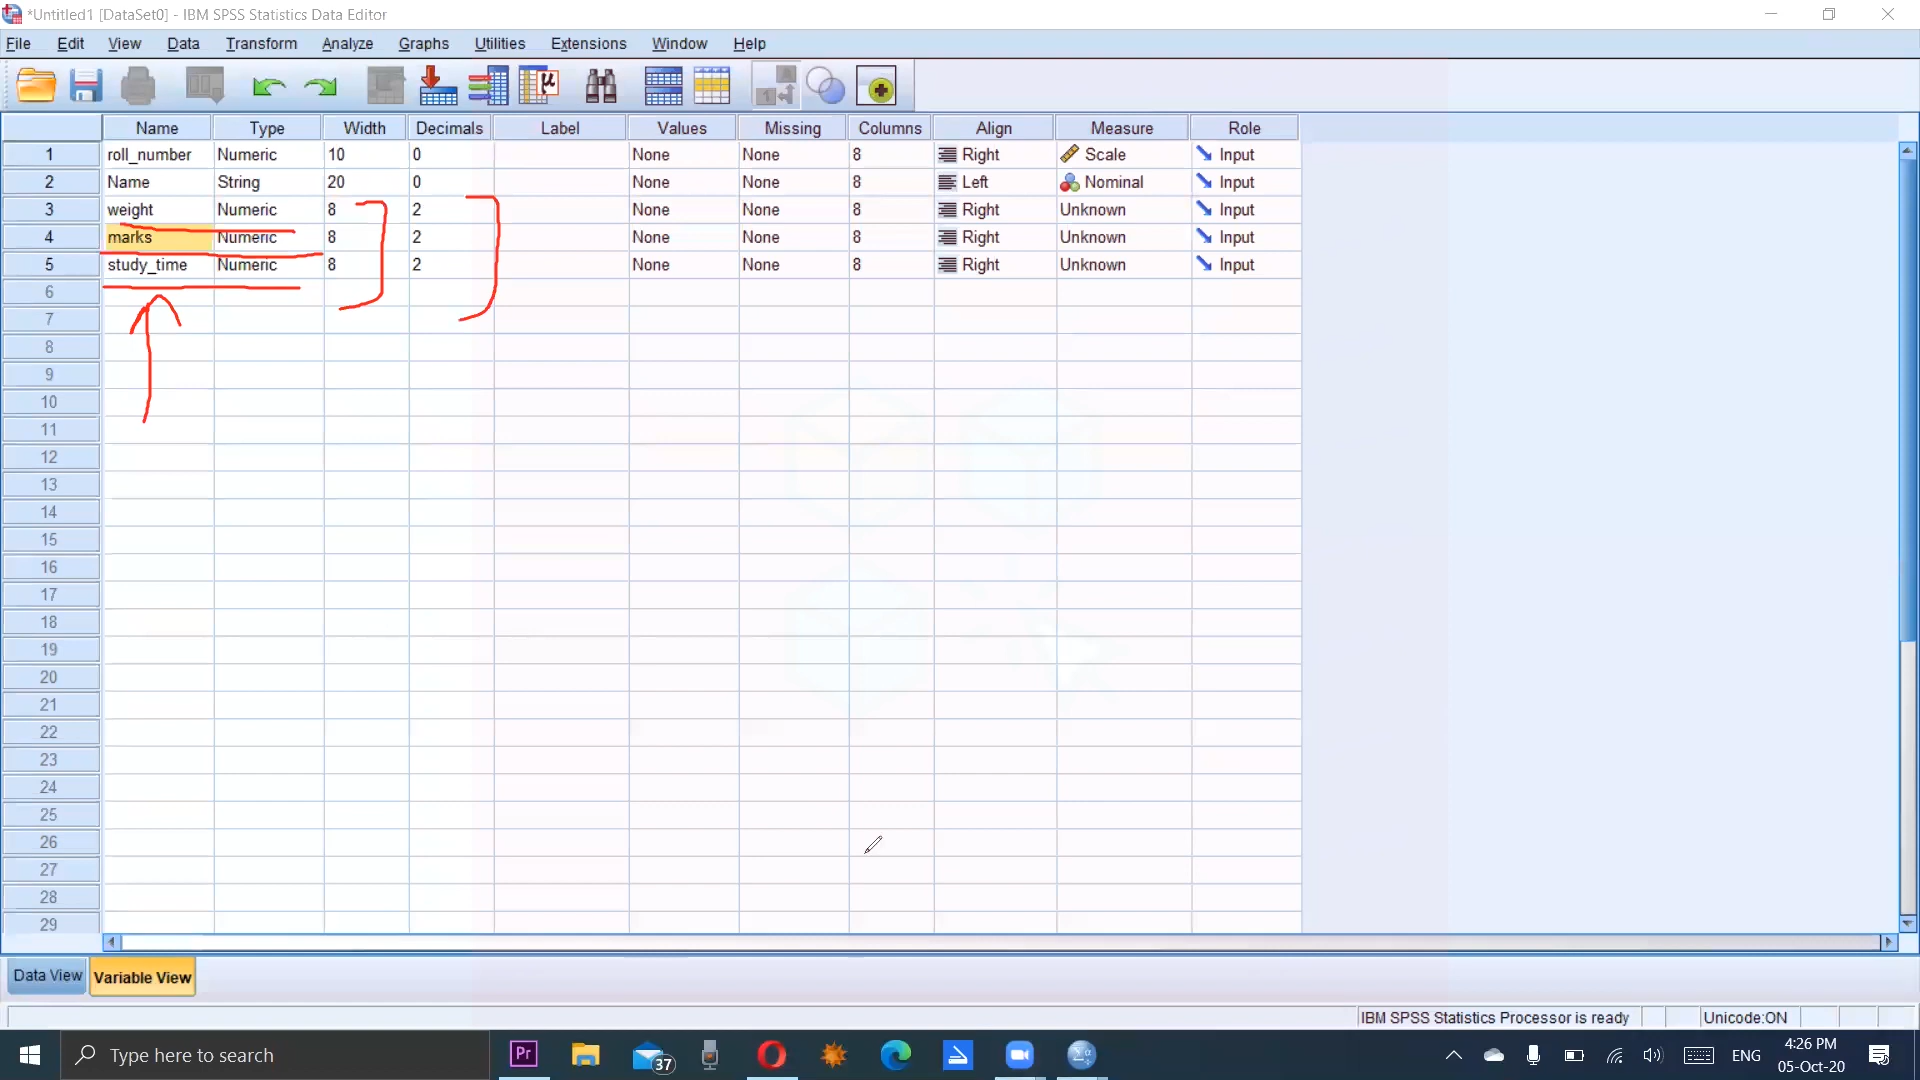 *Untitled1 [DataSet0] - IBM SPSS Statistics Data Editor
File Edit View Data Transform Analyze Graphs Utilities Extensions Window Help
Name Type Width Decimals Label Values Missing Columns Align Measure Role
1 roll_number Numeric 10 0 None None 8 Right Scale Input
2 Name String 20 0 None None 8 Left Nominal Input
3 weight Numeric 8 2 None None 8 Right Unknown Input
4 marks Numeric 8 2 None None 8 Right Unknown Input
5 study_time Numeric 8 2 None None 8 Right Unknown Input
6
7
8
9
10
11
12
13
14
15
16
17
18
19
20
21
22
23
24
25
26
27
28
29
Data View Variable View
IBM SPSS Statistics Processor is ready Unicode:ON
Type here to search Pr 37 ENG 4:26 PM
05-Oct-20